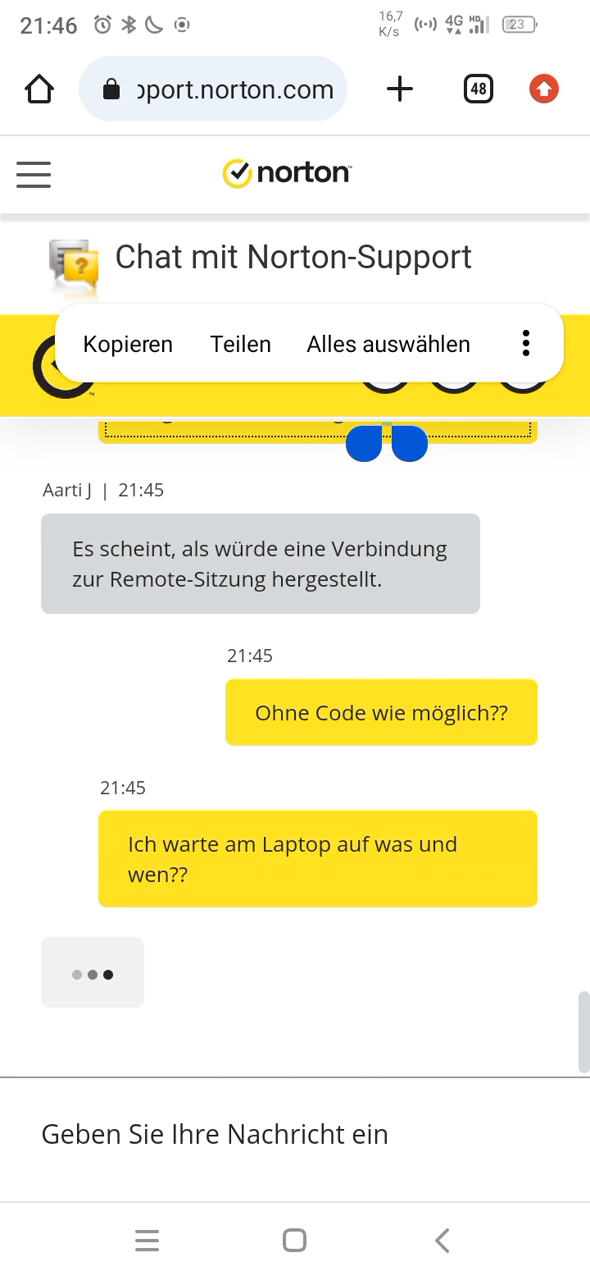 21:46
16,7
K/s
4G
HD
23
pport.norton.com
48
norton
Chat mit Norton-Support
Kopieren
Teilen
Alles auswählen
Aarti J | 21:45
Es scheint, als würde eine Verbindung
zur Remote-Sitzung hergestellt.
21:45
Ohne Code wie möglich??
21:45
Ich warte am Laptop auf was und
wen??
Geben Sie Ihre Nachricht ein